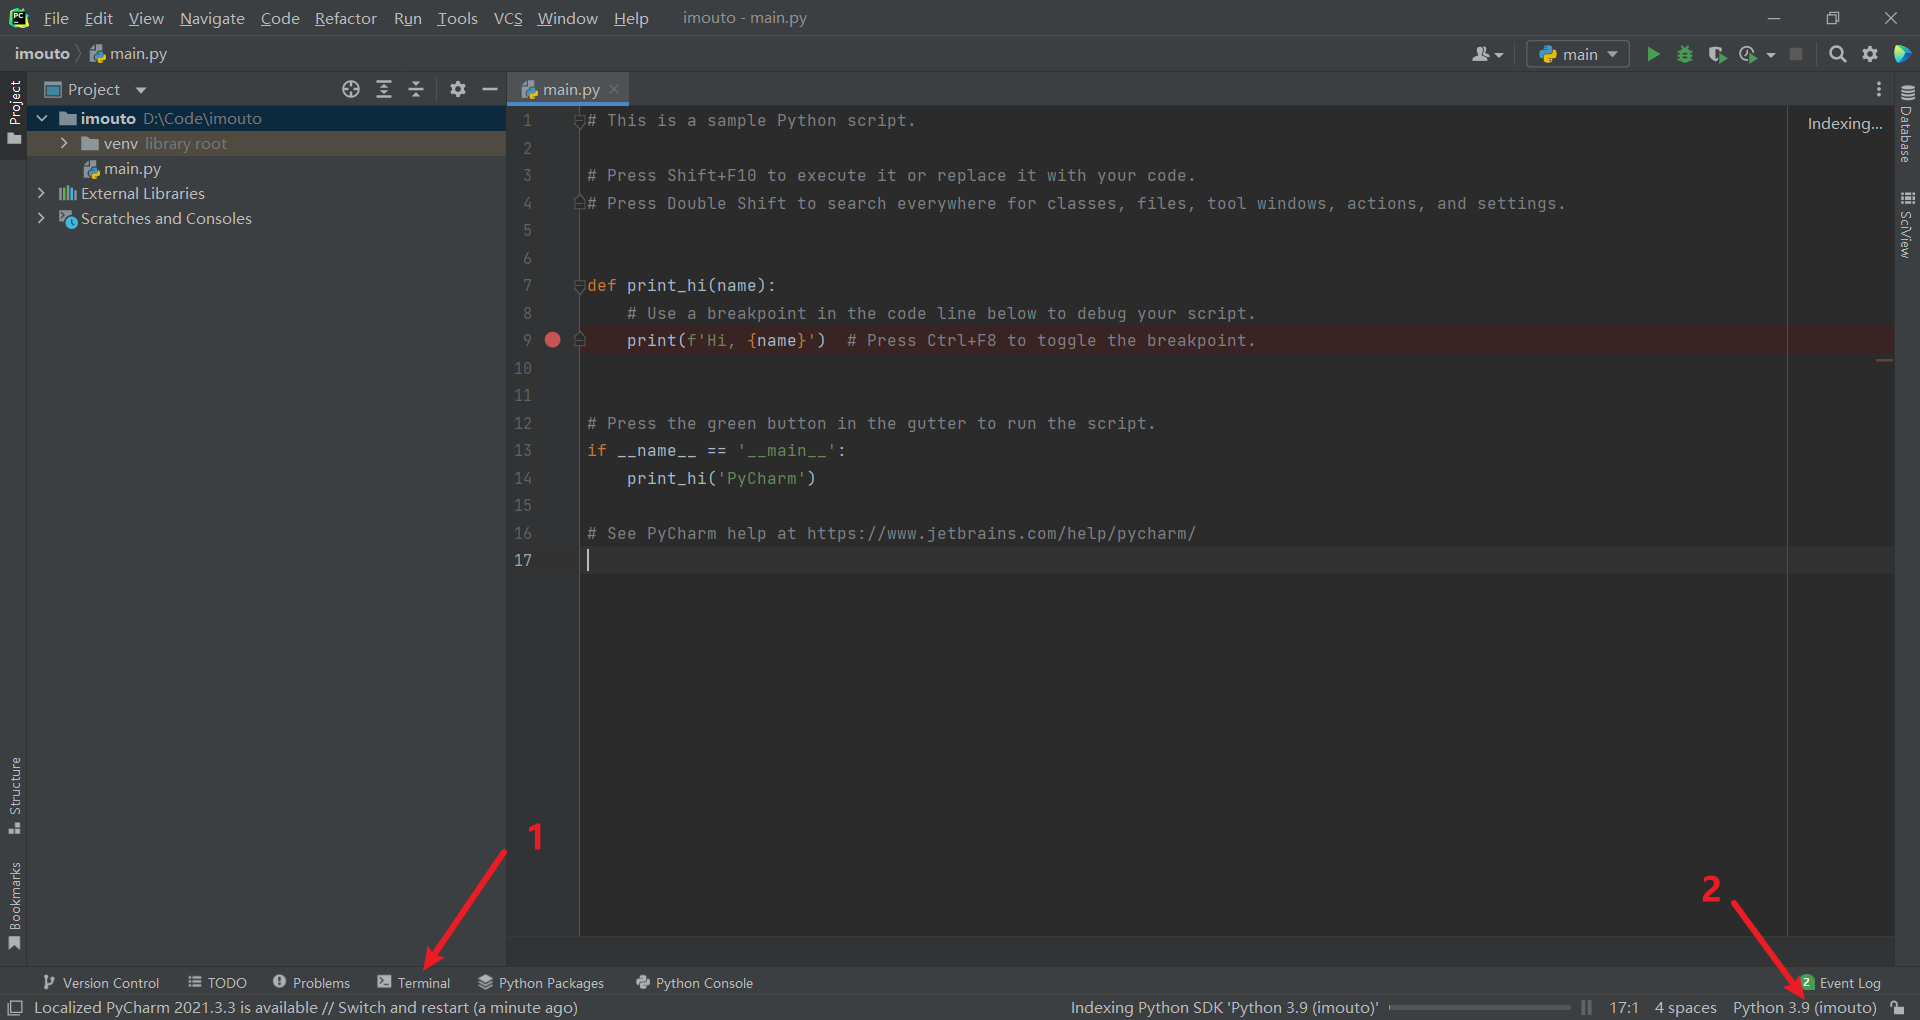 File Edit View Navigate Code Refactor Run Tools VCS Window Help imouto - main.py
imouto main.py
main
Project
main.py
imouto D:\Code\imouto
venv library root
main.py
External Libraries
Scratches and Consoles
Project
Structure
Bookmarks
1 # This is a sample Python script.
2
3 # Press Shift+F10 to execute it or replace it with your code.
4 # Press Double Shift to search everywhere for classes, files, tool windows, actions, and settings.
5
6
7 def print_hi(name):
8 # Use a breakpoint in the code line below to debug your script.
9 print(f'Hi, {name}')  # Press Ctrl+F8 to toggle the breakpoint.
10
11
12 # Press the green button in the gutter to run the script.
13 if __name__ == '__main__':
14 print_hi('PyCharm')
15
16 # See PyCharm help at https://www.jetbrains.com/help/pycharm/
17
Indexing...
Database
SciView
1
2
Version Control TODO Problems Terminal Python Packages Python Console 2 Event Log
Localized PyCharm 2021.3.3 is available // Switch and restart (a minute ago) Indexing Python SDK 'Python 3.9 (imouto)' 17:1 4 spaces Python 3.9 (imouto)